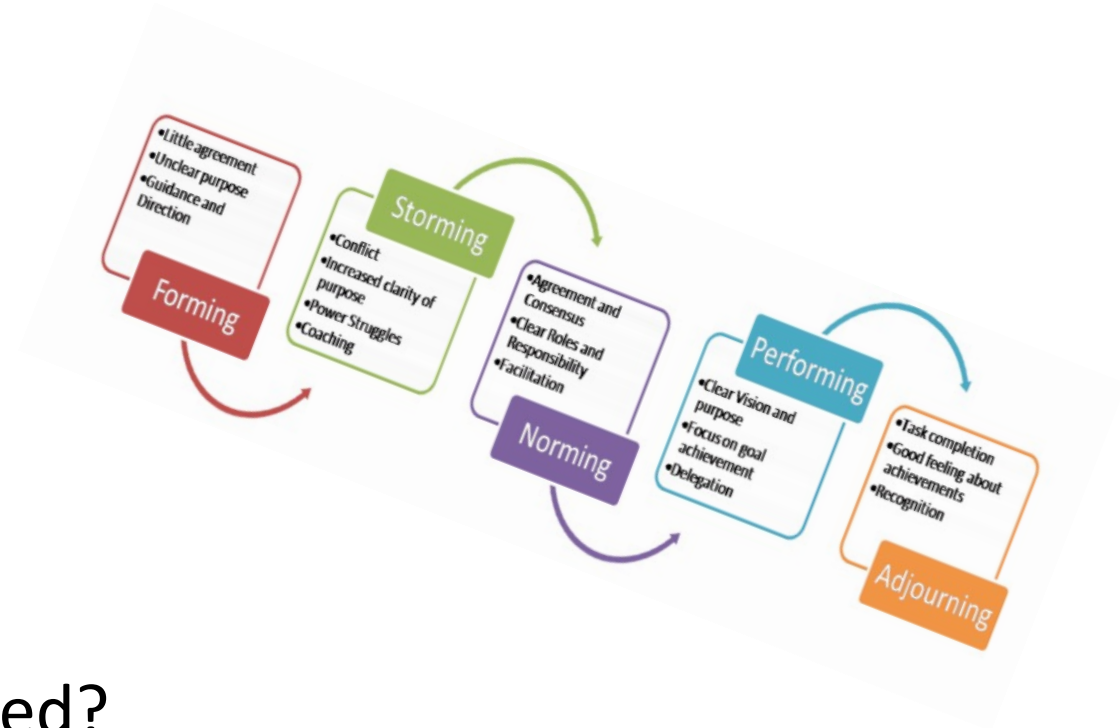 •Little agreement
•Unclear purpose
•Guidance and
Direction
Forming
Storming
•Conflict
•Increased clarity of
purpose
•Power Struggles
•Coaching
•Agreement and
Consensus
•Clear Roles and
Responsibility
•Facilitation
Norming
Performing
•Clear Vision and
purpose
•Focus on goal
achievement
•Delegation
•Task completion
•Good feeling about
achievements
•Recognition
Adjourning
ed?